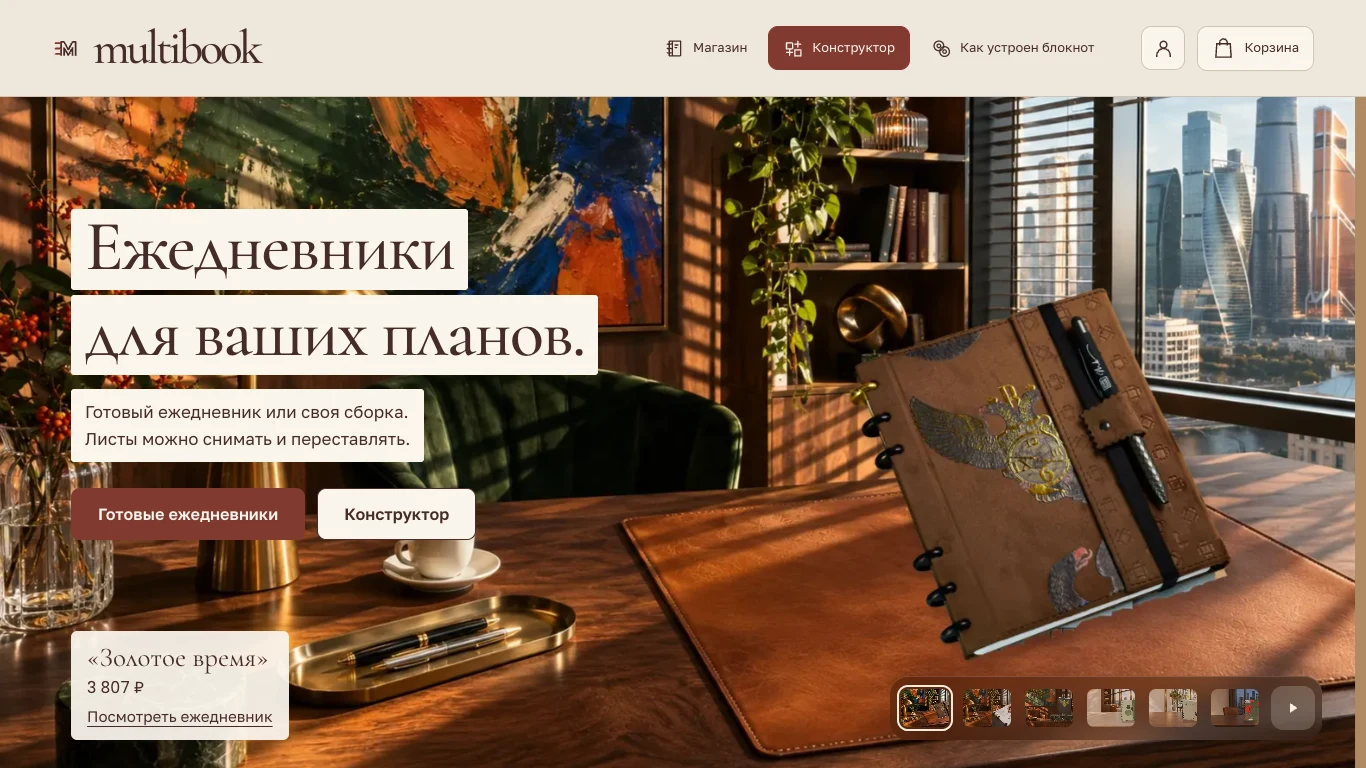 multibook
Магазин
Конструктор
Как устроен блокнот
Корзина
Ежедневники
для ваших планов.
Готовый ежедневник или своя сборка.
Листы можно снимать и переставлять.
Готовые ежедневники
Конструктор
«Золотое время»
3 807 ₽
Посмотреть ежедневник